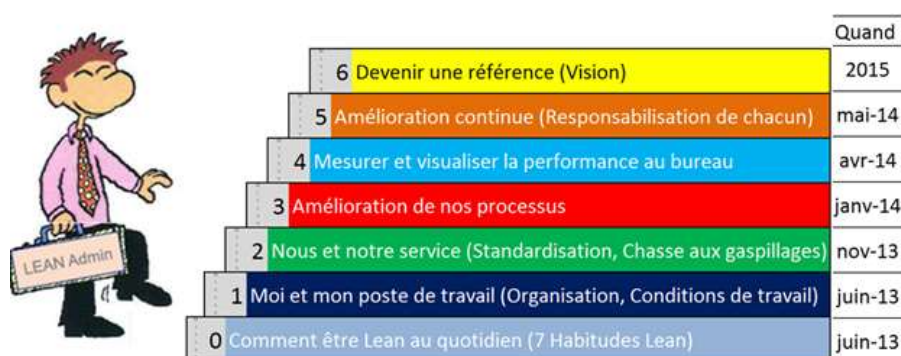 Quand
6 Devenir une référence (Vision) 2015
5 Amélioration continue (Responsabilisation de chacun) mai-14
4 Mesurer et visualiser la performance au bureau avr-14
3 Amélioration de nos processus janv-14
2 Nous et notre service (Standardisation, Chasse aux gaspillages) nov-13
LEAN Admin
1 Moi et mon poste de travail (Organisation, Conditions de travail) juin-13
0 Comment être Lean au quotidien (7 Habitudes Lean) juin-13